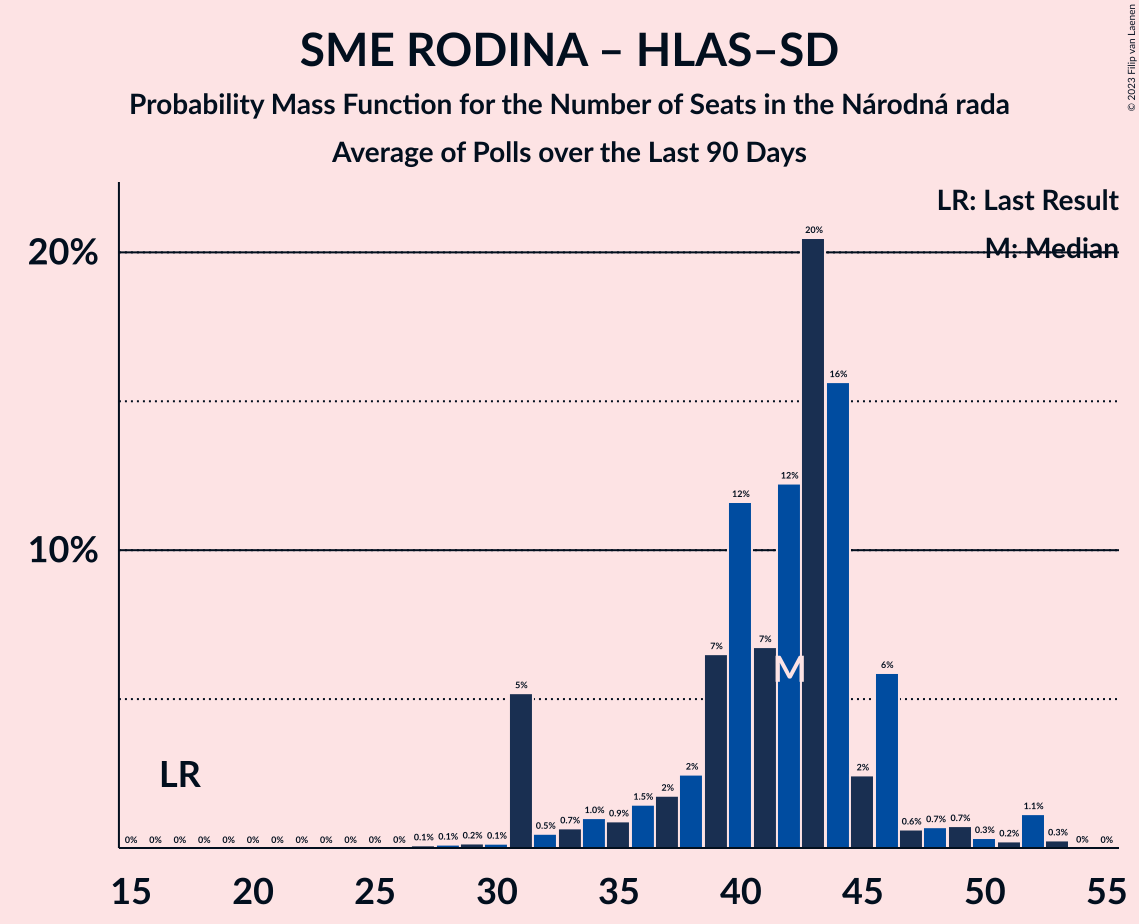 SME RODINA – HLAS–SD
Probability Mass Function for the Number of Seats in the Národná rada
Average of Polls over the Last 90 Days
© 2023 Filip van Laenen
LR: Last Result
M: Median
20%
10%
0% 0% 0% 0% 0% 0% 0% 0% 0% 0% 0% 0% 0.1% 0.1% 0.2% 0.1% 5% 0.5% 0.7% 1.0% 0.9% 1.5% 2% 2% 7% 12% 7% 12% 20% 16% 2% 6% 0.6% 0.7% 0.7% 0.3% 0.2% 1.1% 0.3% 0% 0%
LR
M
15 20 25 30 35 40 45 50 55